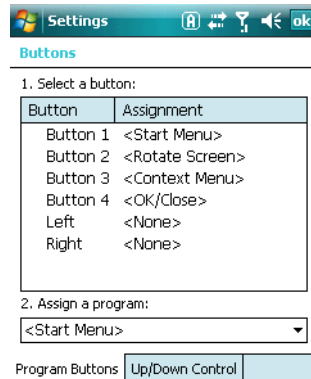 Settings
ok
Buttons
1. Select a button:
Button Assignment
Button 1 <Start Menu>
Button 2 <Rotate Screen>
Button 3 <Context Menu>
Button 4 <OK/Close>
Left <None>
Right <None>
2. Assign a program:
<Start Menu>
Program Buttons Up/Down Control